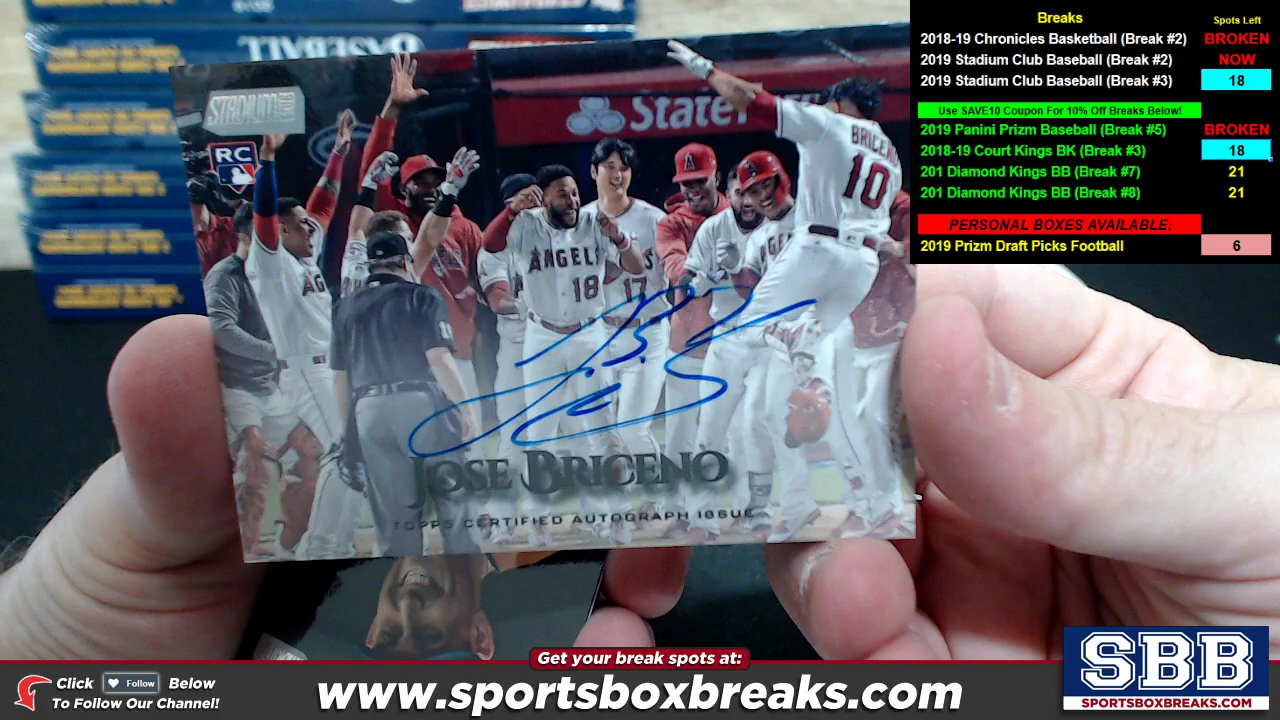 Breaks Spots Left
2018-19 Chronicles Basketball (Break #2) BROKEN
2019 Stadium Club Baseball (Break #2) NOW
2019 Stadium Club Baseball (Break #3) 18
Use SAVE10 Coupon For 10% Off Breaks Below!
2019 Panini Prizm Baseball (Break #5) BROKEN
2018-19 Court Kings BK (Break #3) 18
201 Diamond Kings BB (Break #7) 21
201 Diamond Kings BB (Break #8) 21
PERSONAL BOXES AVAILABLE:
2019 Prizm Draft Picks Football 6
BASEBALL
STADIUM CLUB
RC
State
BRICENO
10
ANGELS
18
17
JOSE BRICENO
TOPPS CERTIFIED AUTOGRAPH ISSUE
Get your break spots at:
Click Follow Below
To Follow Our Channel!
www.sportsboxbreaks.com
SBB
SPORTSBOXBREAKS.COM